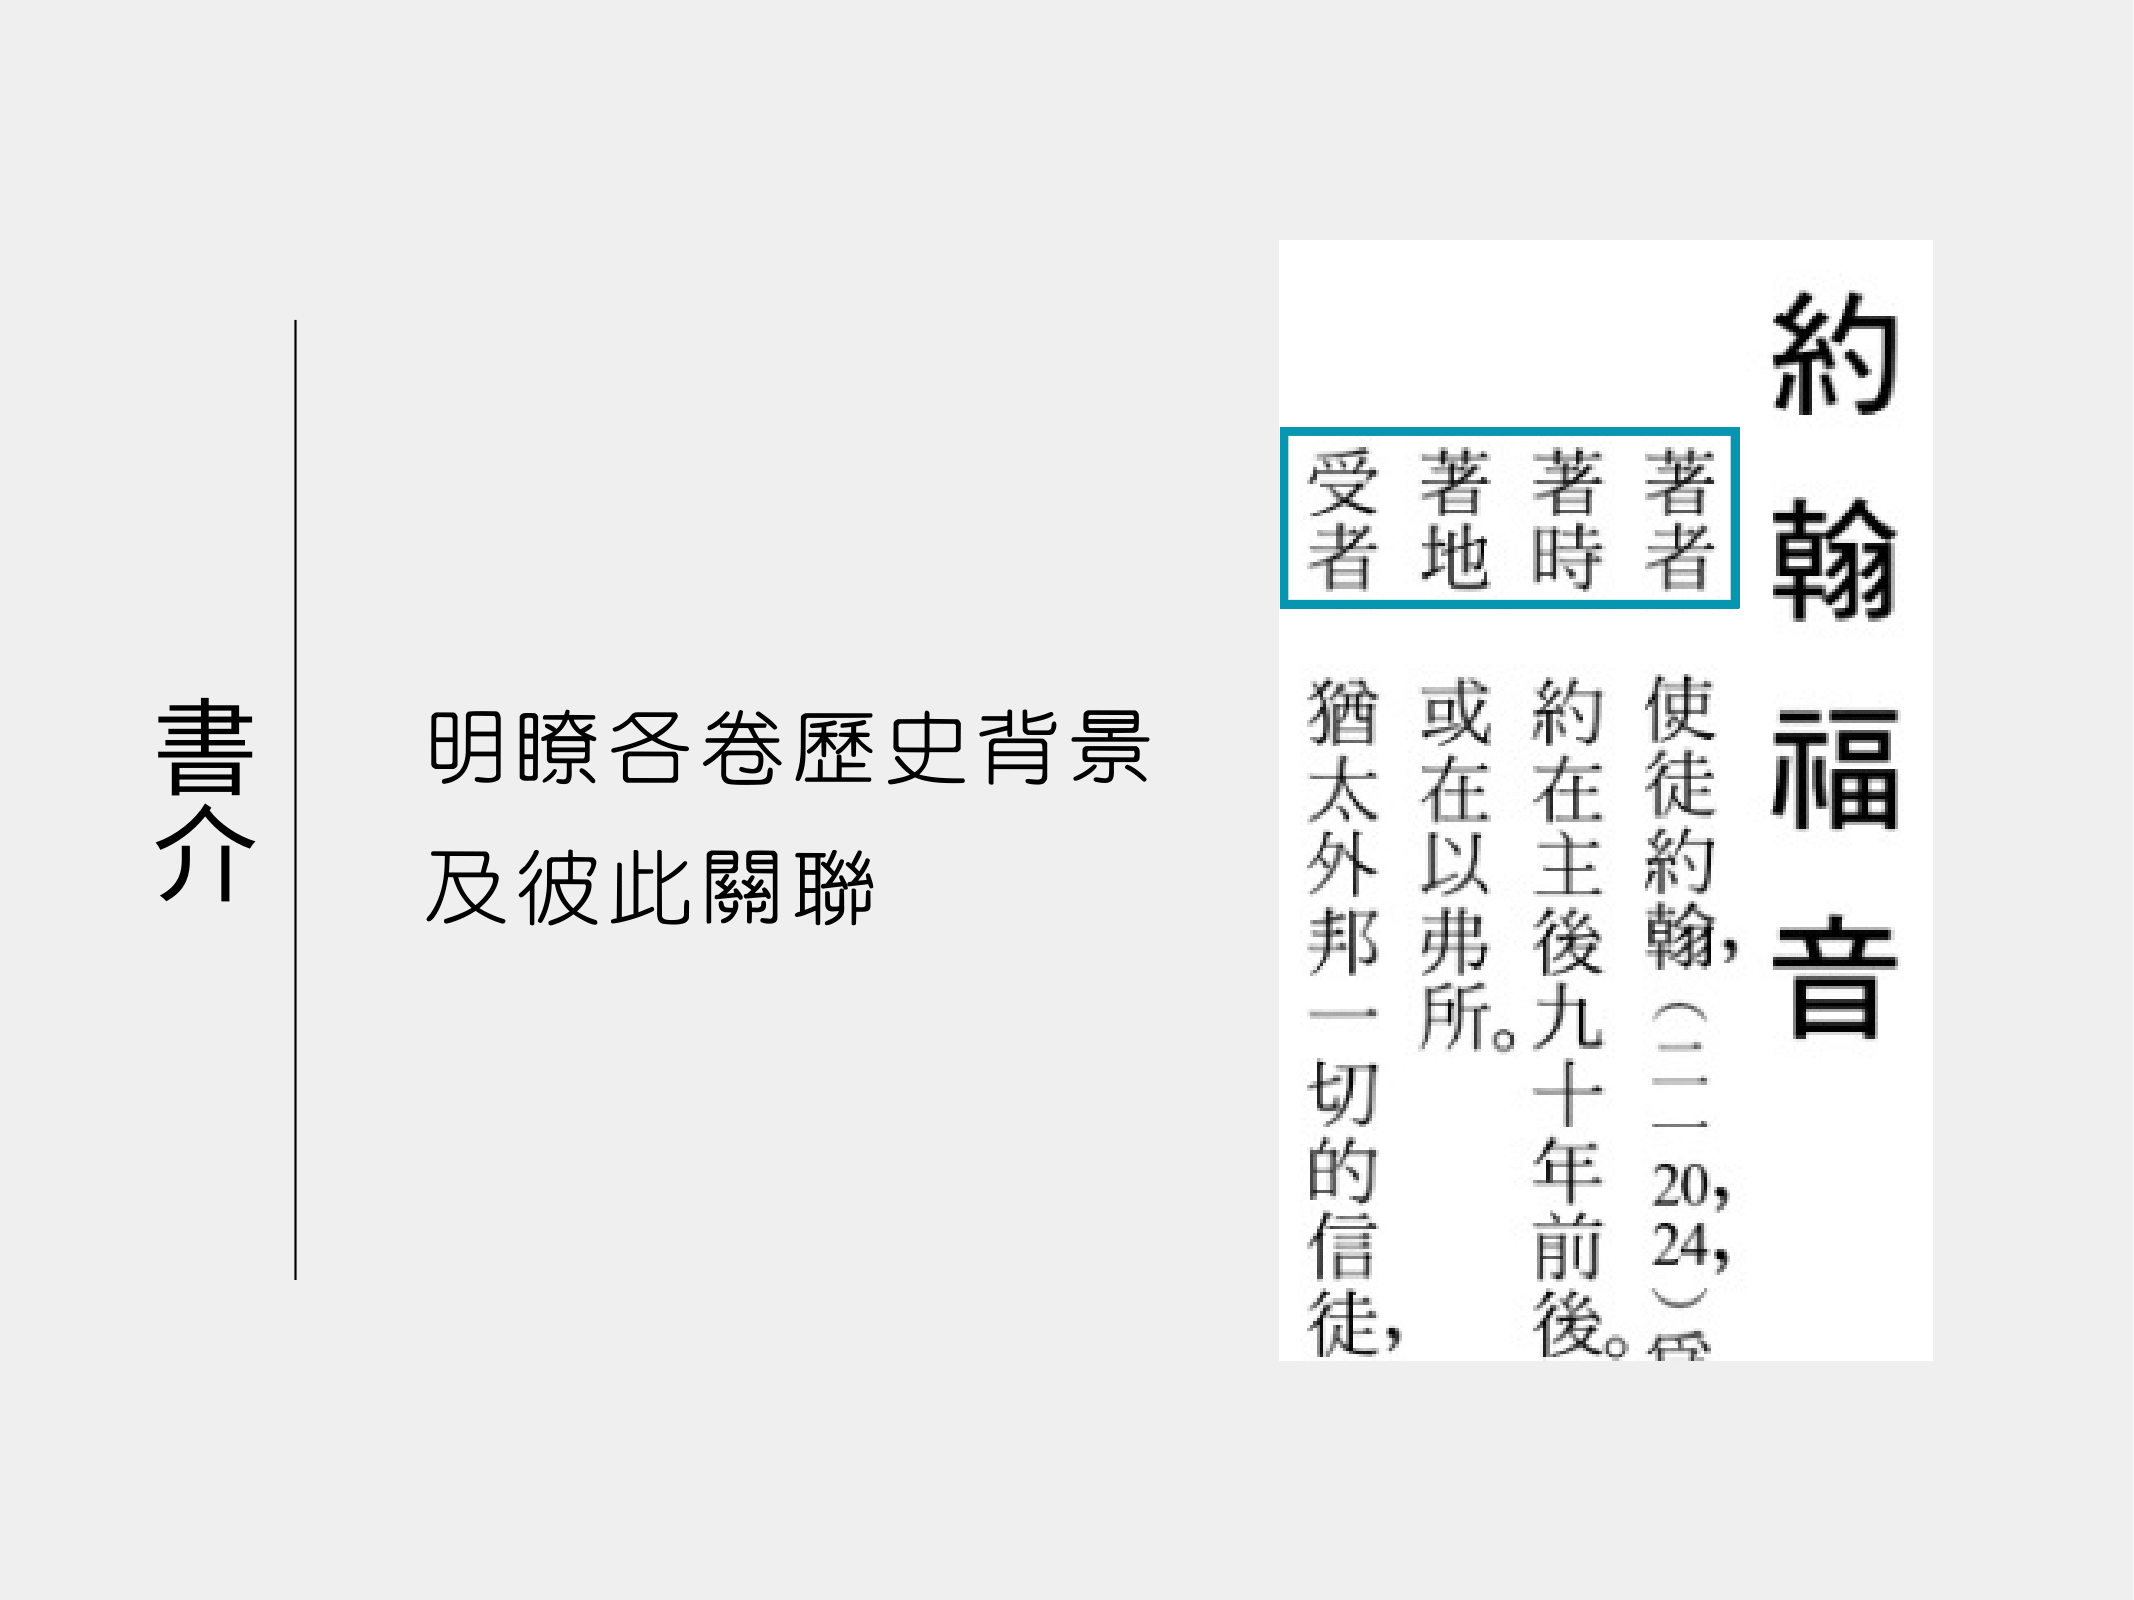 書介
明瞭各卷歷史背景
及彼此關聯
約翰福音
著者 使徒約翰，（二一20，24，）
著時 約在主後九十年前後。
著地 或在以弗所。
受者 猶太外邦一切的信徒，